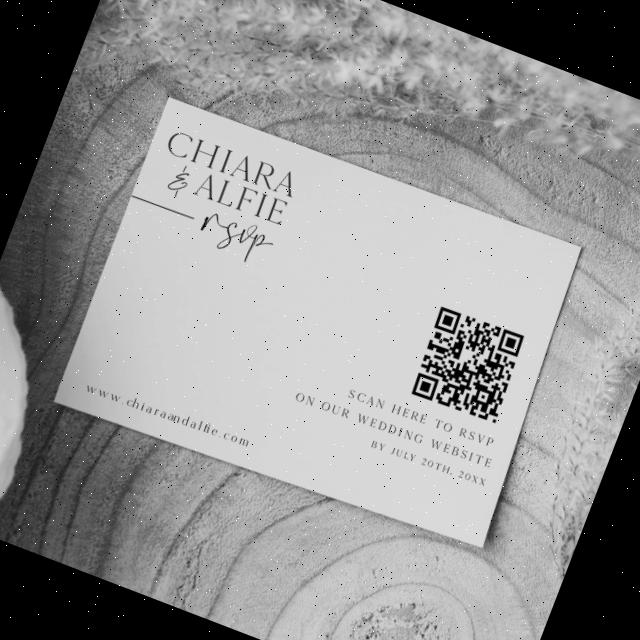 CHIARA
& ALFIE
rsvp
SCAN HERE TO RSVP
ON OUR WEDDING WEBSITE
BY JULY 20TH, 20XX
www.chiaraandalfie.com